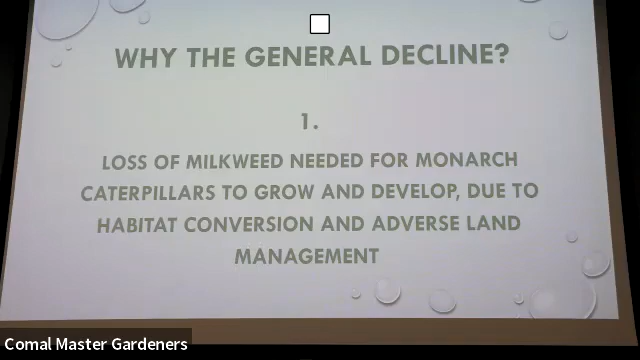 WHY THE GENERAL DECLINE?
1.
LOSS OF MILKWEED NEEDED FOR MONARCH
CATERPILLARS TO GROW AND DEVELOP, DUE TO
HABITAT CONVERSION AND ADVERSE LAND
MANAGEMENT
Comal Master Gardeners